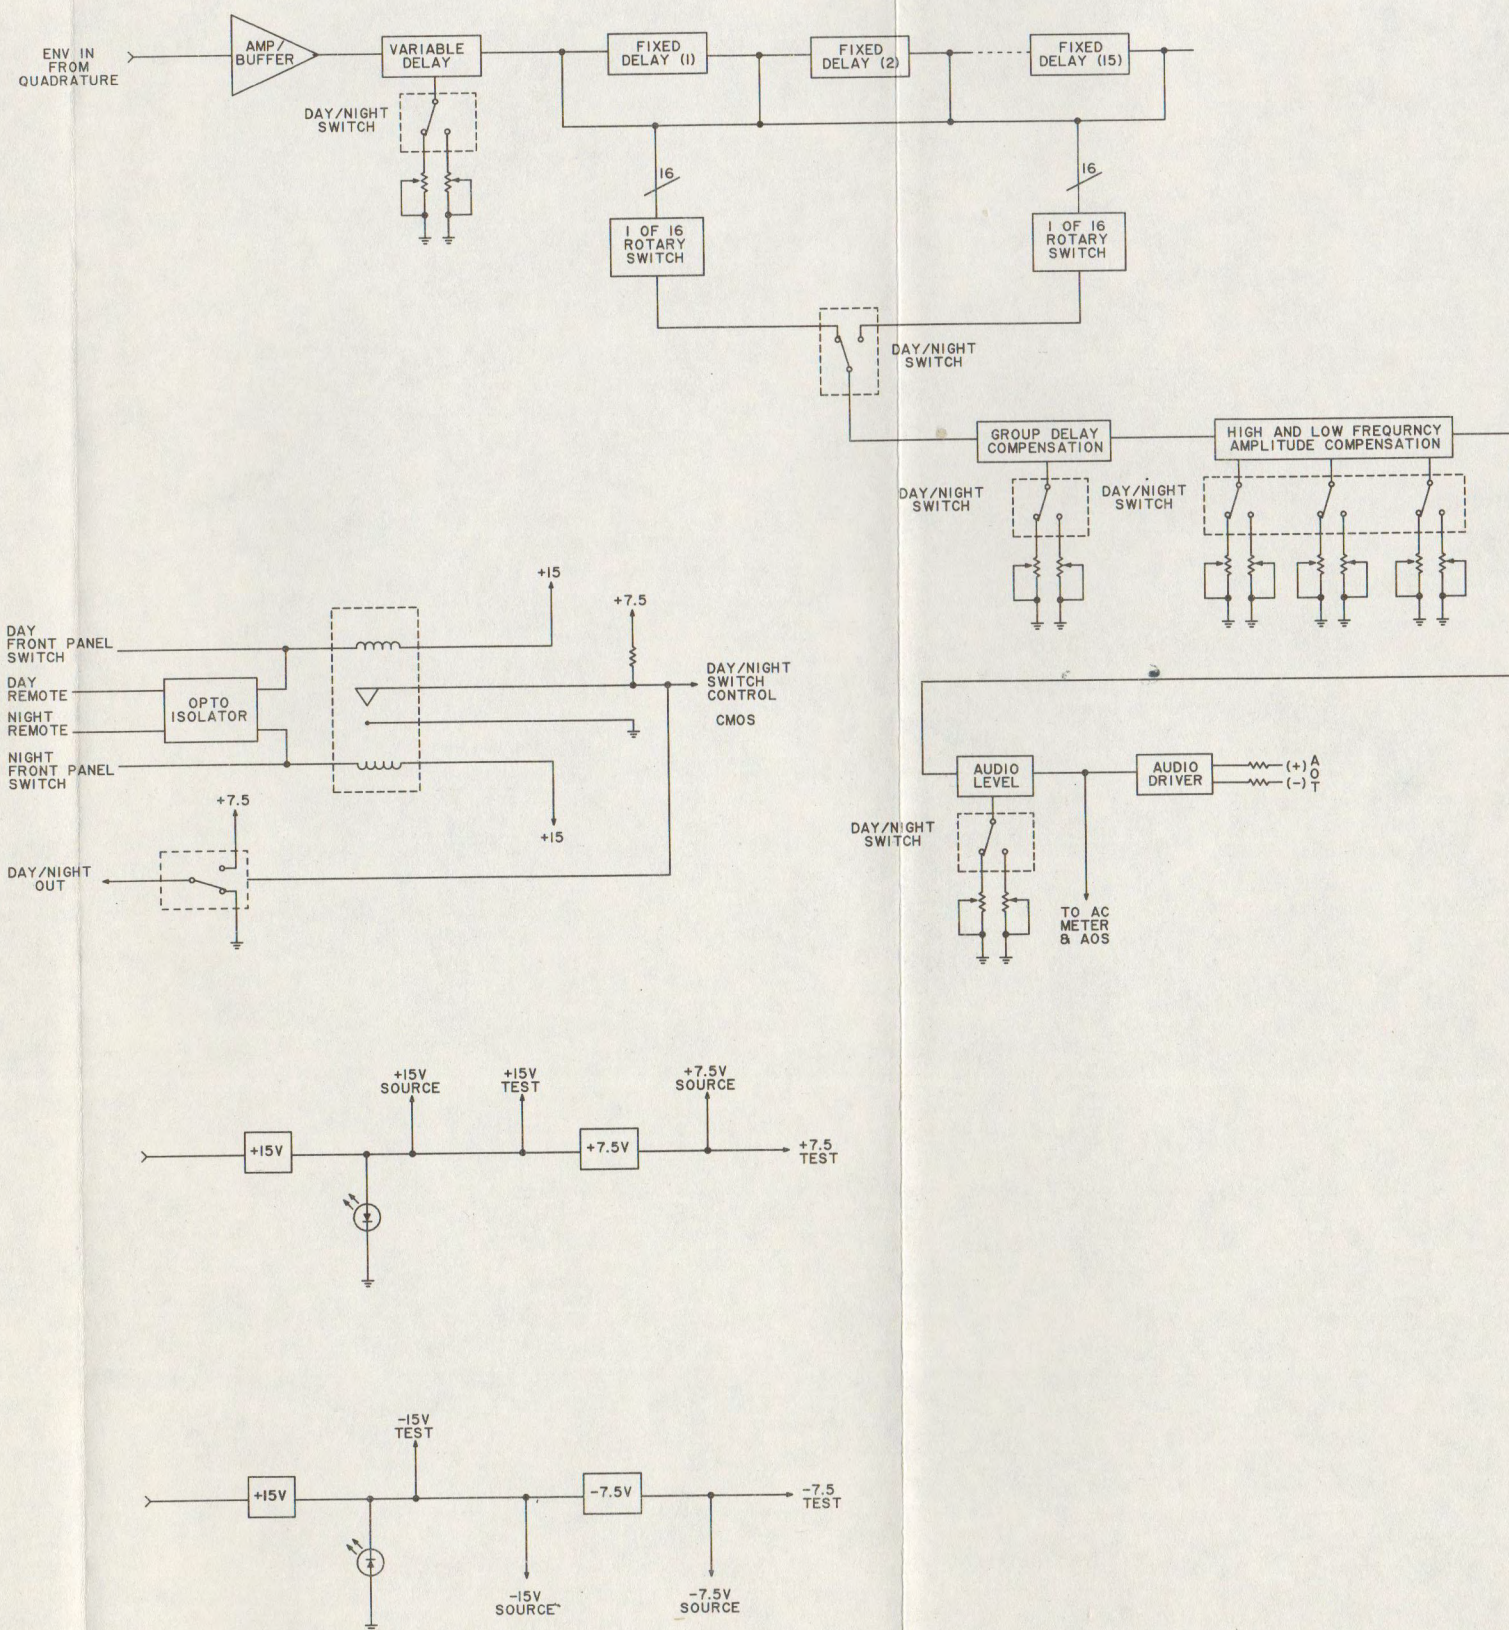 ENV IN
FROM
QUADRATURE
AMP/
BUFFER
VARIABLE
DELAY
FIXED
DELAY (1)
FIXED
DELAY (2)
FIXED
DELAY (15)
DAY/NIGHT
SWITCH
16
16
1 OF 16
ROTARY
SWITCH
1 OF 16
ROTARY
SWITCH
DAY/NIGHT
SWITCH
GROUP DELAY
COMPENSATION
HIGH AND LOW FREQURNCY
AMPLITUDE COMPENSATION
DAY/NIGHT
SWITCH
DAY/NIGHT
SWITCH
+15
+7.5
DAY
FRONT PANEL
SWITCH
DAY
REMOTE
NIGHT
REMOTE
OPTO
ISOLATOR
NIGHT
FRONT PANEL
SWITCH
DAY/NIGHT
SWITCH
CONTROL
CMOS
+7.5
+15
DAY/NIGHT
OUT
AUDIO
LEVEL
AUDIO
DRIVER
(+)
(-)
AOT
DAY/NIGHT
SWITCH
TO AC
METER
& AOS
+15V
SOURCE
+15V
TEST
+7.5V
SOURCE
+15V
+7.5V
+7.5
TEST
-15V
TEST
+15V
-7.5V
-7.5
TEST
-15V
SOURCE
-7.5V
SOURCE